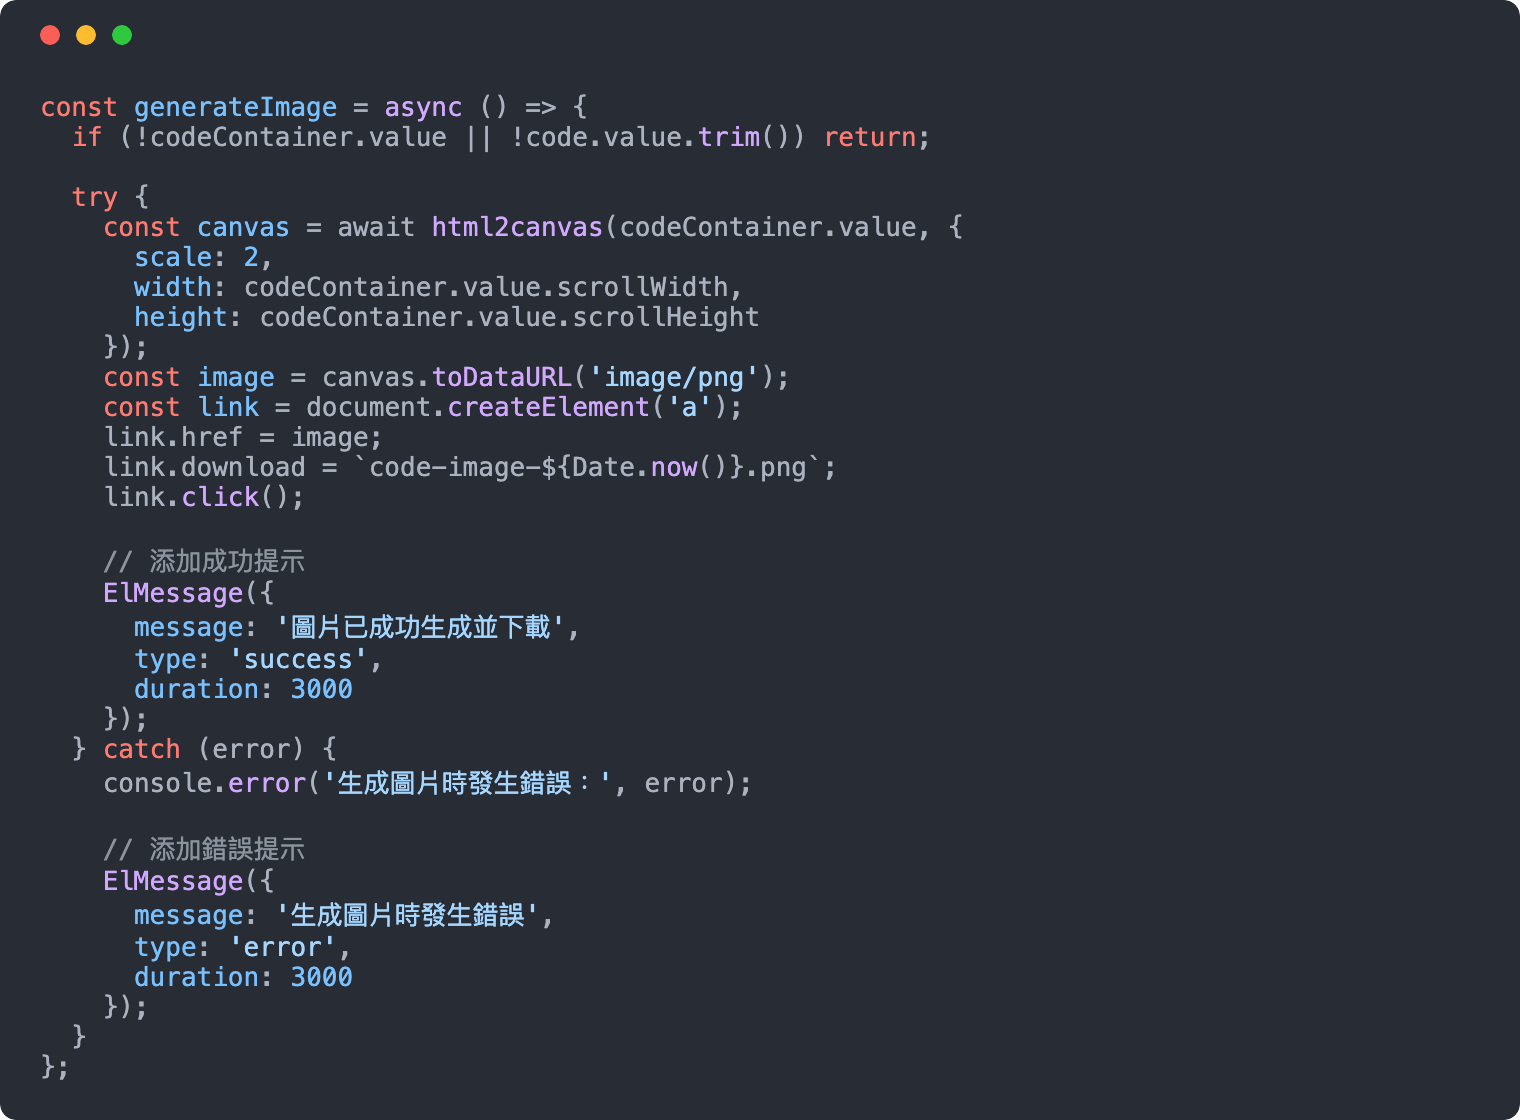 const generateImage = async () => {
  if (!codeContainer.value || !code.value.trim()) return;

  try {
    const canvas = await html2canvas(codeContainer.value, {
      scale: 2,
      width: codeContainer.value.scrollWidth,
      height: codeContainer.value.scrollHeight
    });
    const image = canvas.toDataURL('image/png');
    const link = document.createElement('a');
    link.href = image;
    link.download = `code-image-${Date.now()}.png`;
    link.click();

    // 添加成功提示
    ElMessage({
      message: '圖片已成功生成並下載',
      type: 'success',
      duration: 3000
    });
  } catch (error) {
    console.error('生成圖片時發生錯誤：', error);

    // 添加錯誤提示
    ElMessage({
      message: '生成圖片時發生錯誤',
      type: 'error',
      duration: 3000
    });
  }
};